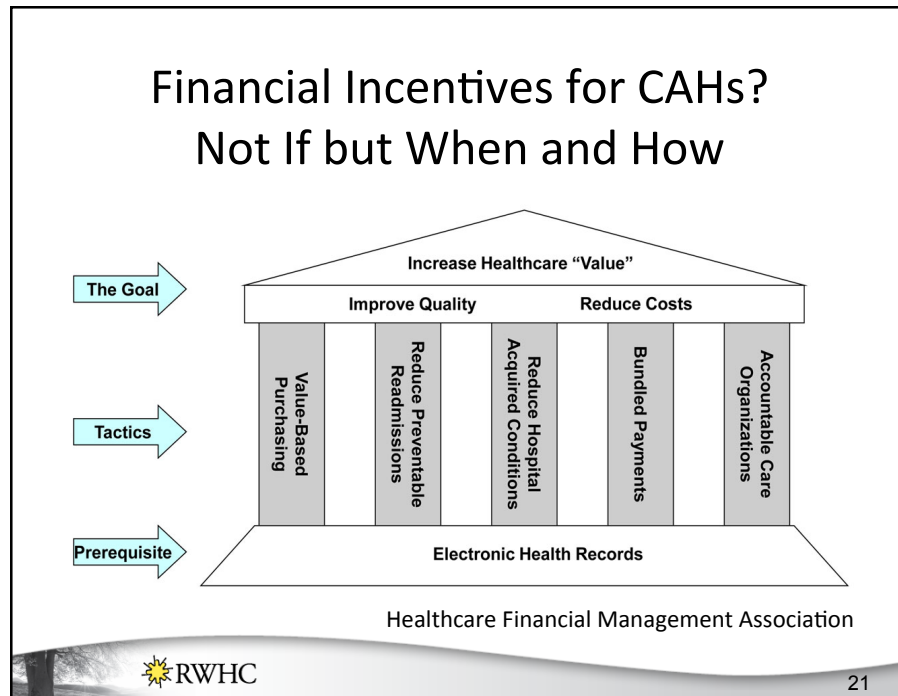 Financial Incentives for CAHs?
Not If but When and How
Increase Healthcare “Value”
The Goal
Improve Quality
Reduce Costs
Tactics
Value-Based
Purchasing
Reduce Preventable
Readmissions
Reduce Hospital
Acquired Conditions
Bundled Payments
Accountable Care
Organizations
Prerequisite
Electronic Health Records
Healthcare Financial Management Association
RWHC
21